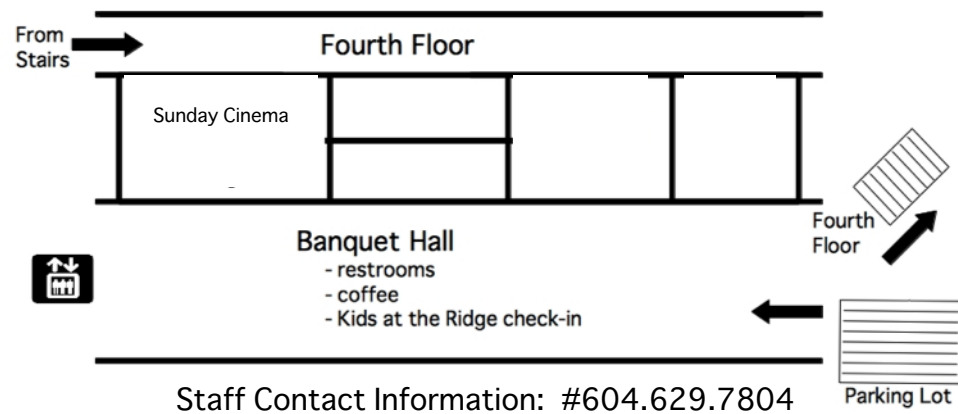 From
Stairs
Fourth Floor
Sunday Cinema
Banquet Hall
- restrooms
- coffee
- Kids at the Ridge check-in
Fourth
Floor
Parking Lot
Staff Contact Information: #604.629.7804